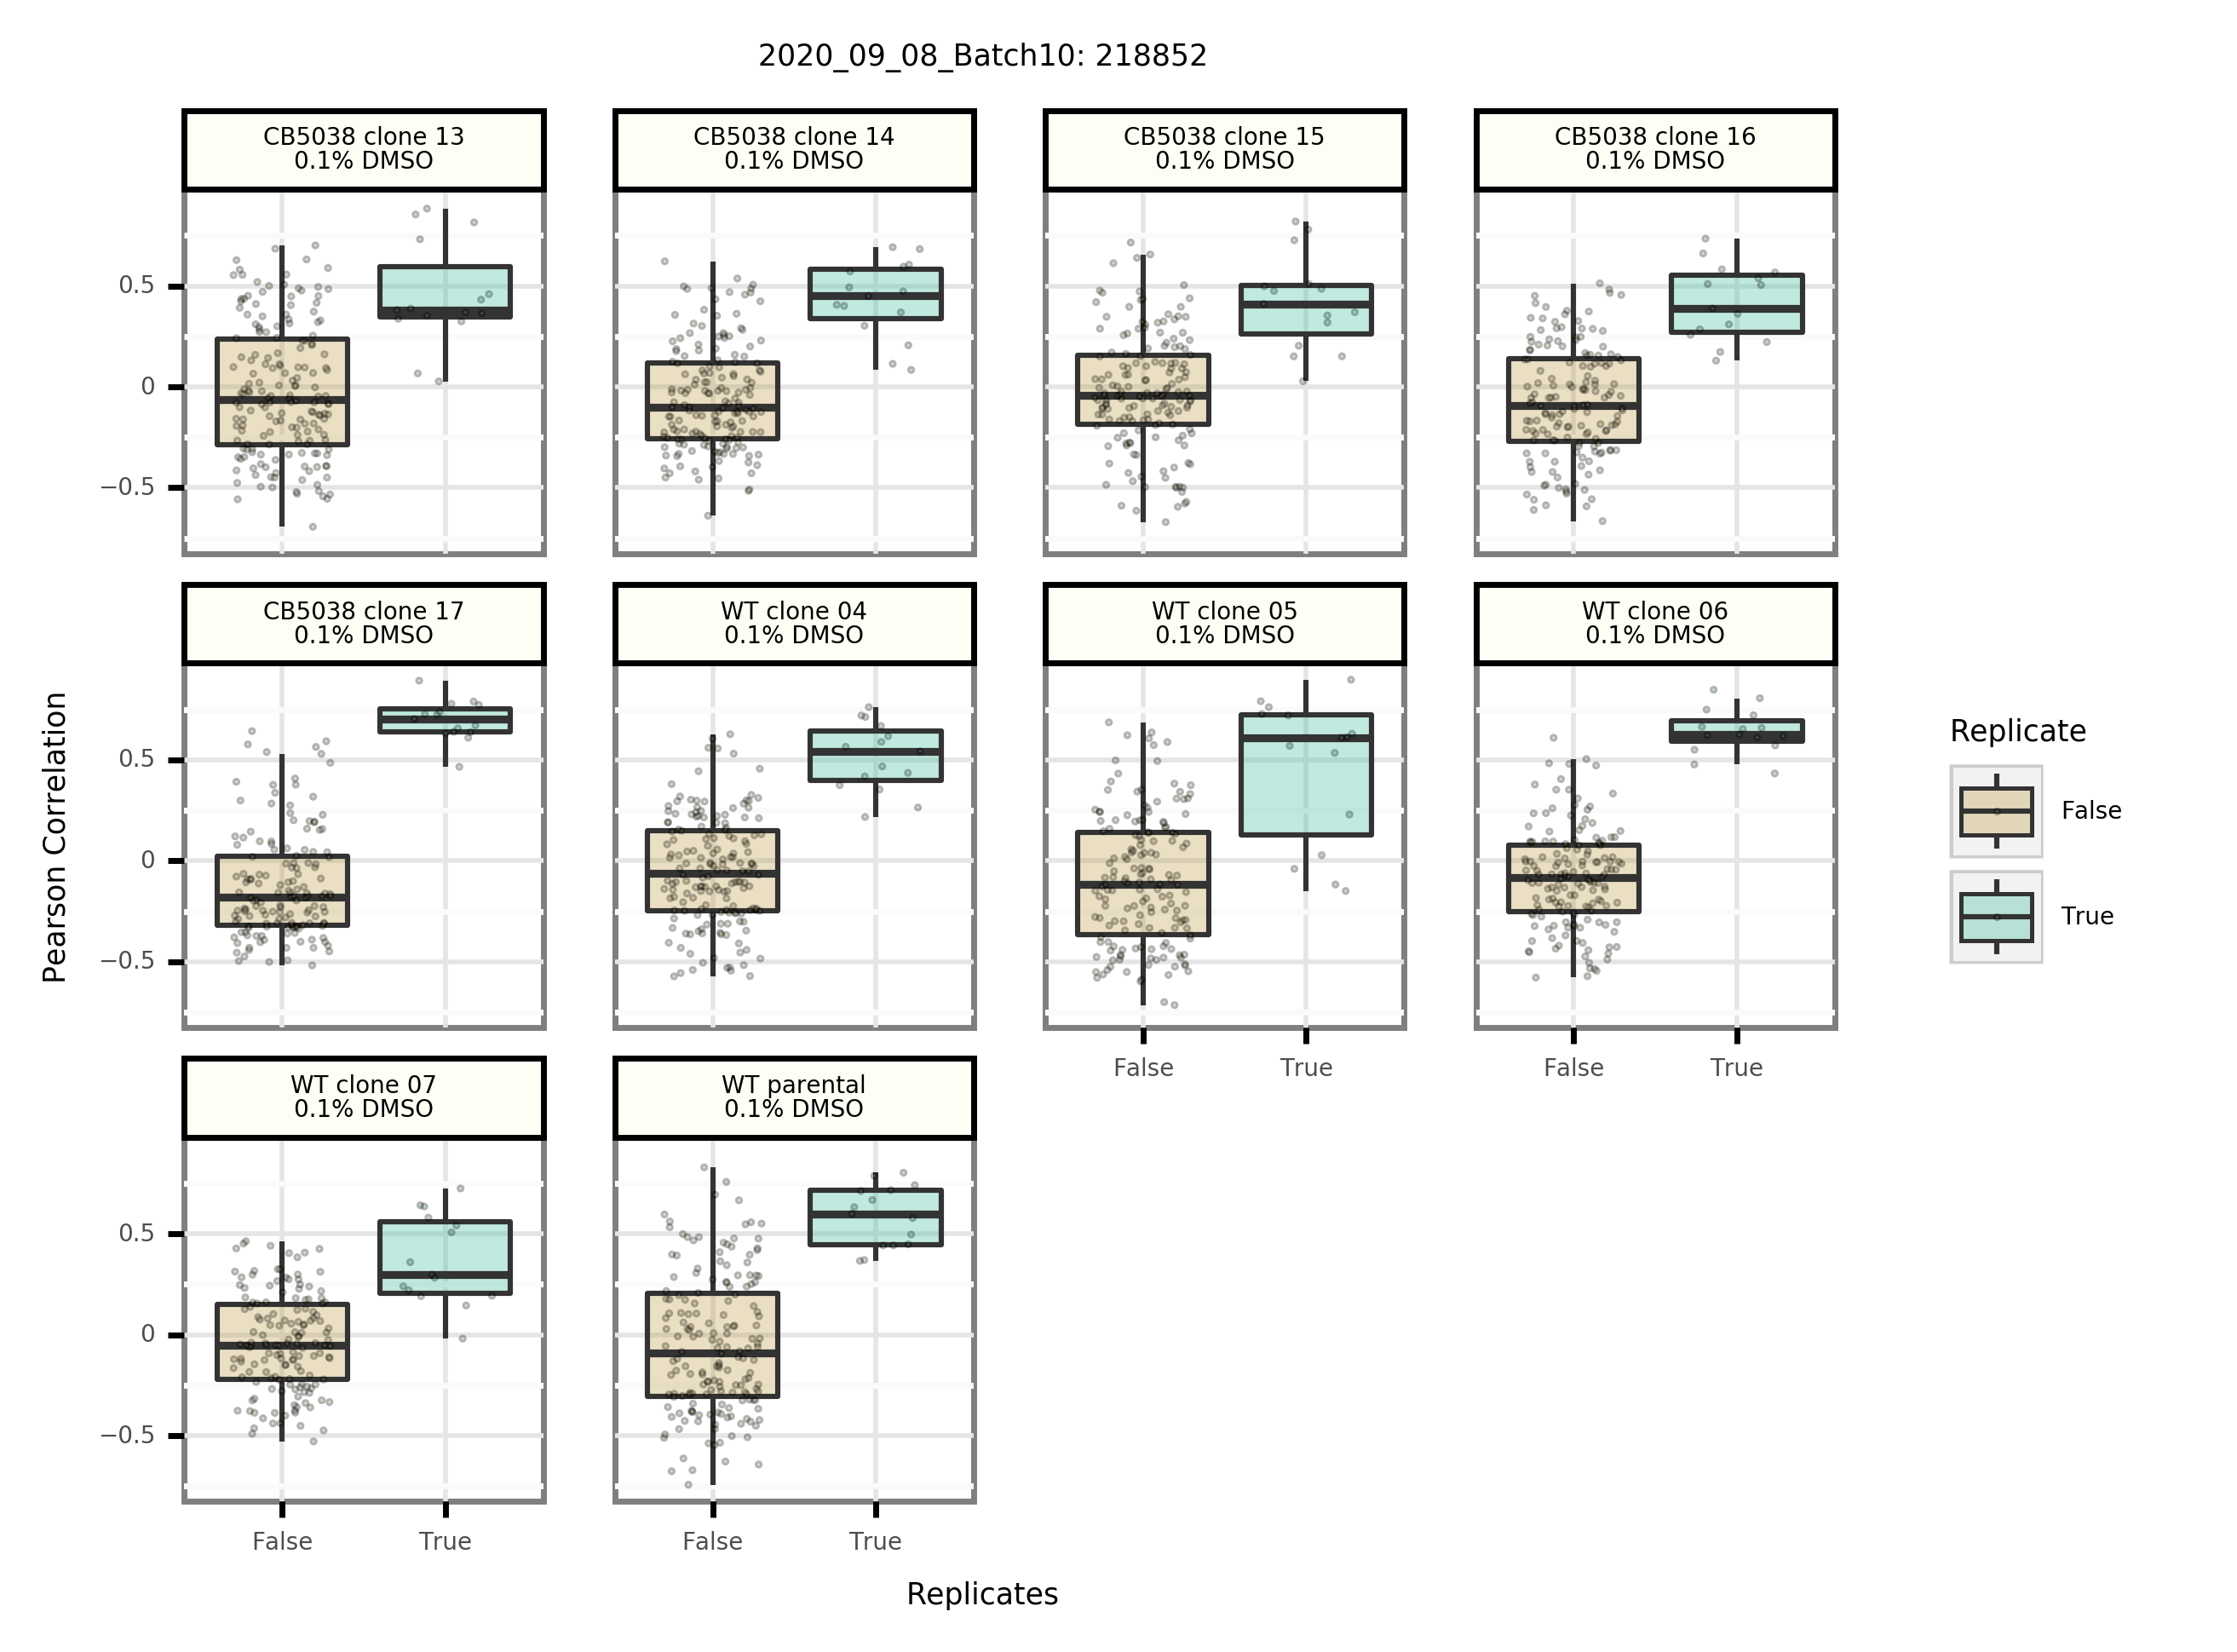 2020_09_08_Batch10: 218852
CB5038 clone 13
0.1% DMSO
CB5038 clone 14
0.1% DMSO
CB5038 clone 15
0.1% DMSO
CB5038 clone 16
0.1% DMSO
0.5
0
−0.5
CB5038 clone 17
0.1% DMSO
WT clone 04
0.1% DMSO
WT clone 05
0.1% DMSO
WT clone 06
0.1% DMSO
0.5
0
−0.5
False
True
False
True
WT clone 07
0.1% DMSO
WT parental
0.1% DMSO
0.5
0
−0.5
False
True
False
True
Pearson Correlation
Replicates
Replicate
False
True